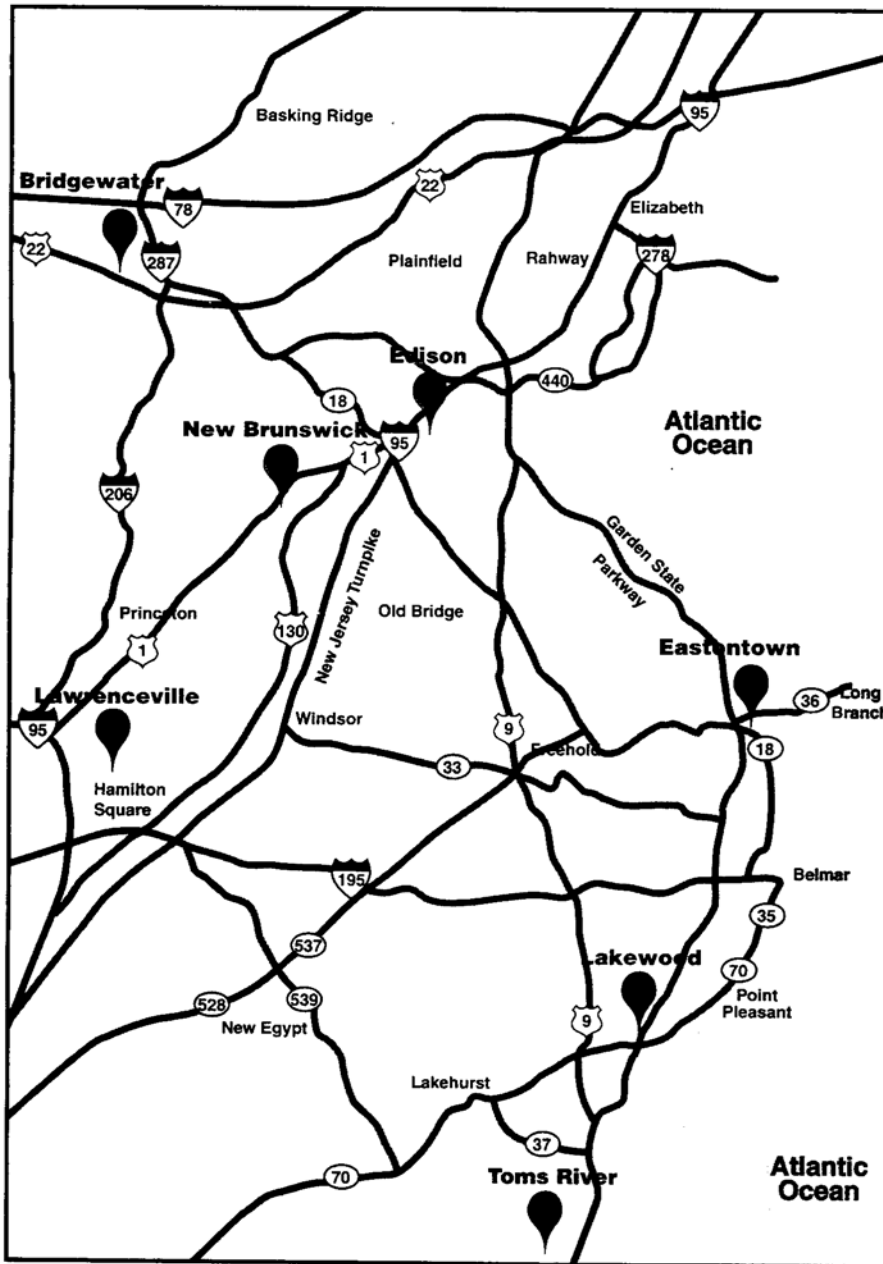 Basking Ridge
95
Bridgewater
22
78
Elizabeth
22
287
Plainfield
Rahway
278
Edison
440
18
Atlantic
Ocean
New Brunswick
95
1
206
Garden State
Parkway
New Jersey Turnpike
Princeton
Old Bridge
130
1
Eastontown
Lawrenceville
36
Long
Branch
95
Windsor
9
Freehold
18
33
Hamilton
Square
195
Belmar
35
537
Lakewood
70
528
539
Point
Pleasant
New Egypt
9
Lakehurst
37
70
Toms River
Atlantic
Ocean